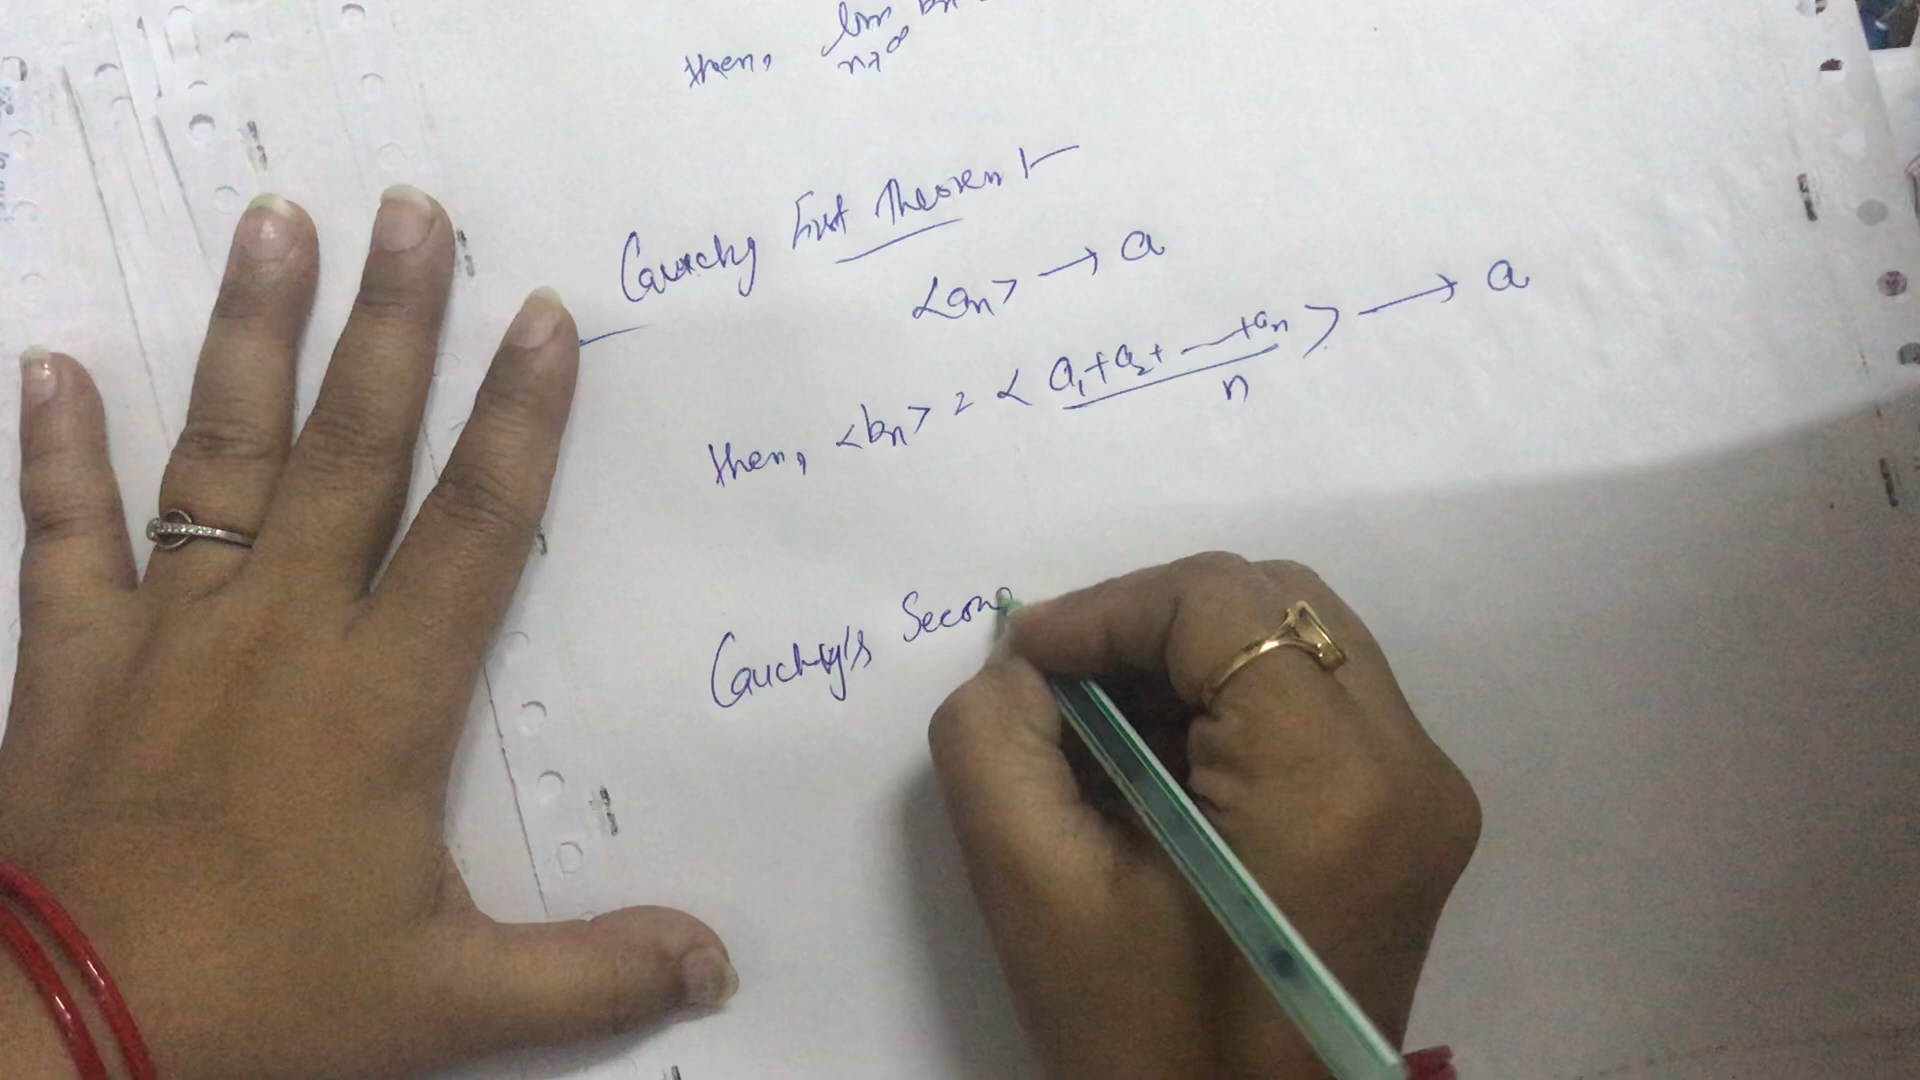 then, lim
n→∞
Cauchy First Theorem :-
<an> → a
then, <bn> = < a1+a2+ — +an / n > → a
Cauchy's Secon